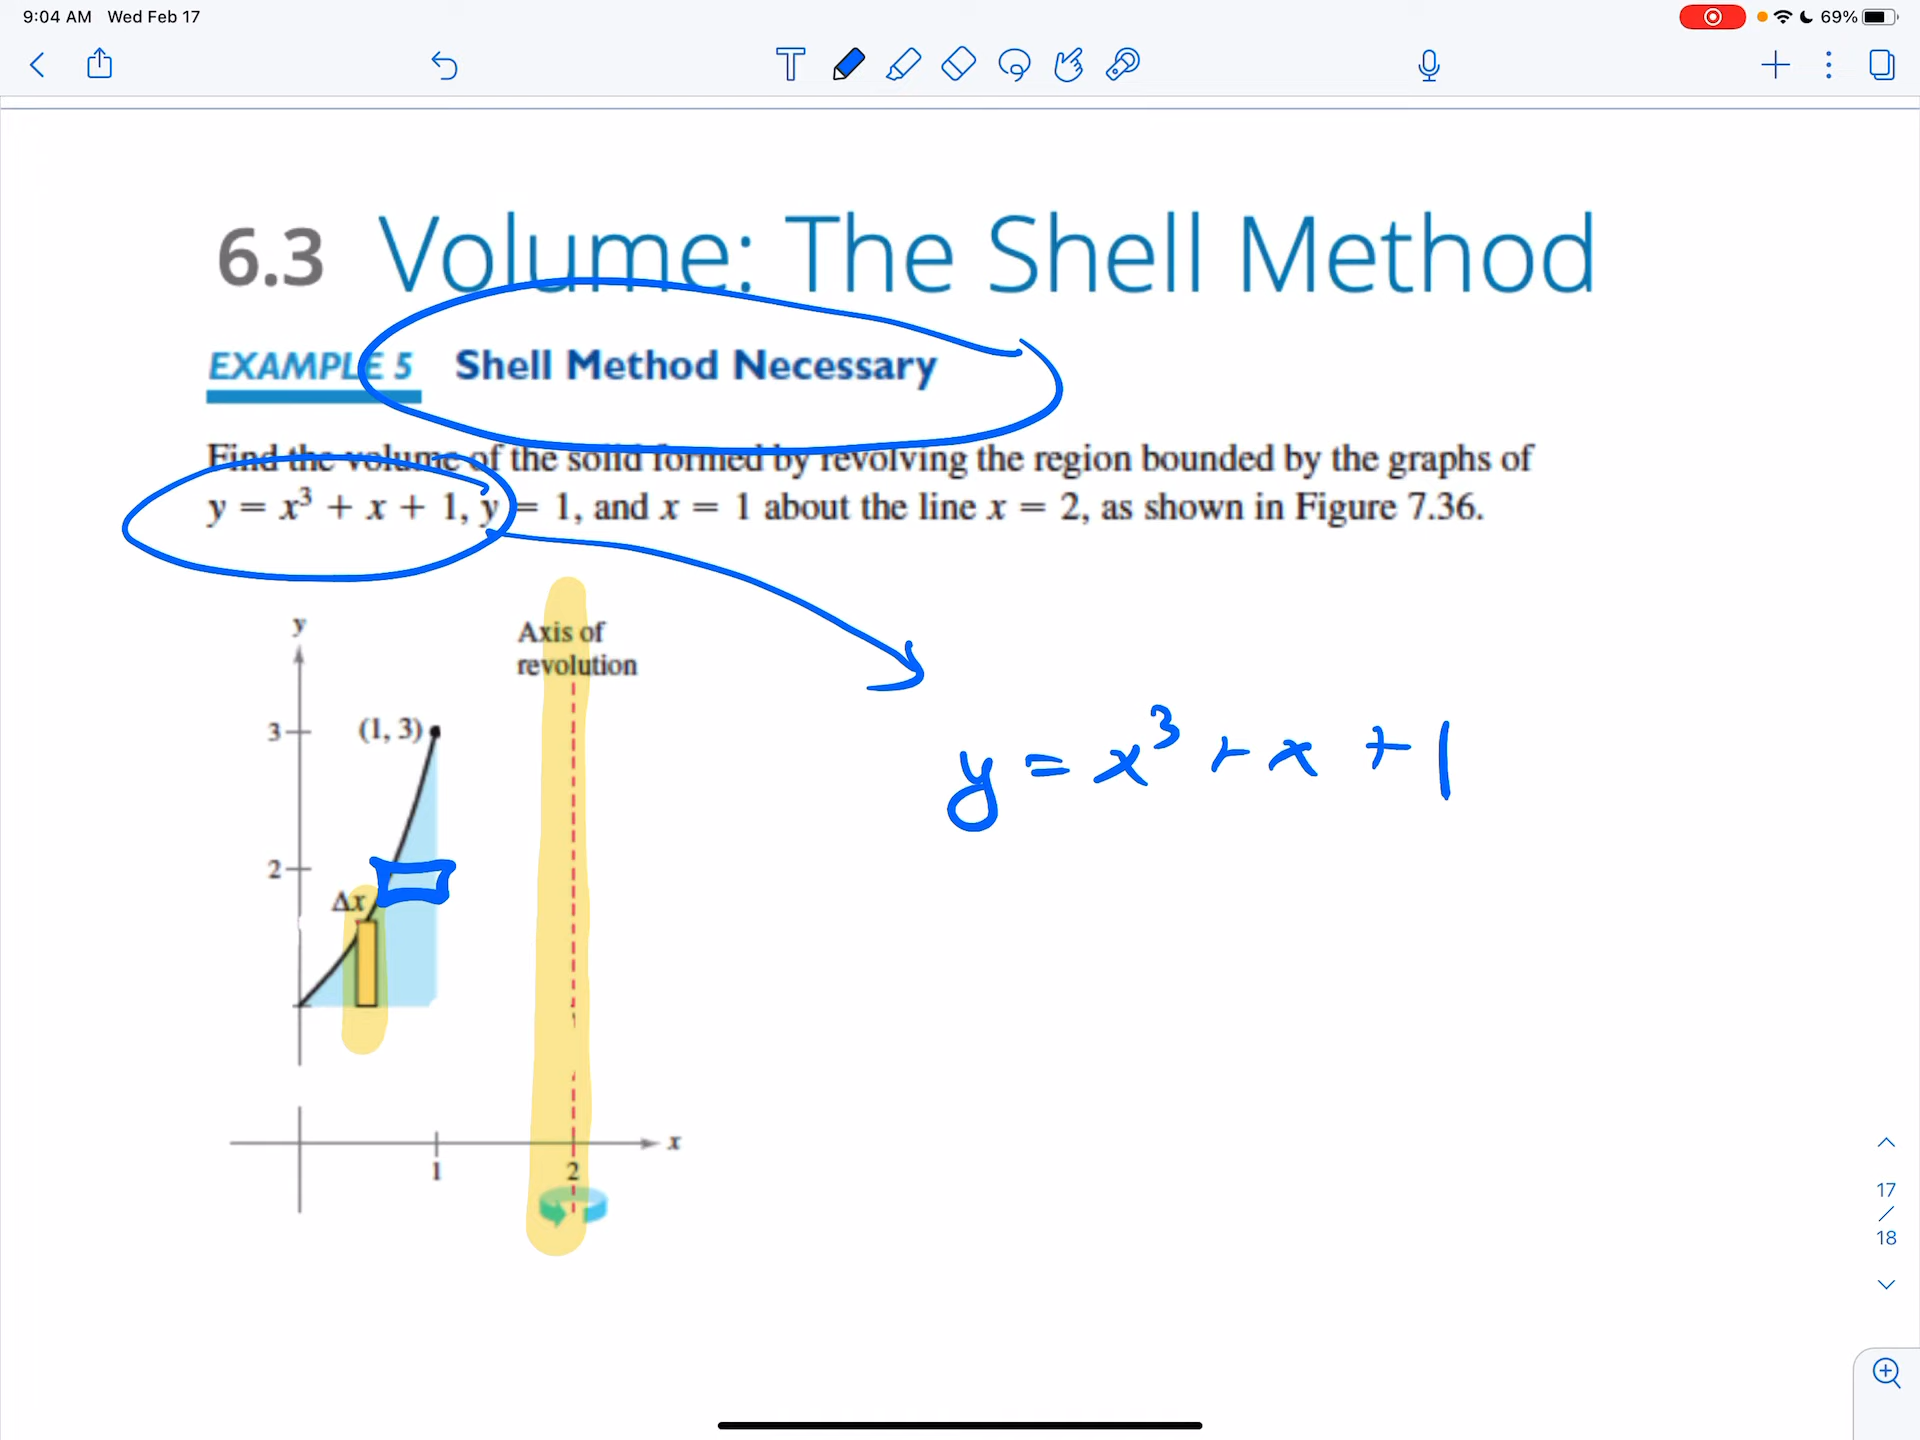 9:04 AM Wed Feb 17
69%
6.3 Volume: The Shell Method
EXAMPLE 5 Shell Method Necessary
Find the volume of the solid formed by revolving the region bounded by the graphs of
y = x³ + x + 1, y = 1, and x = 1 about the line x = 2, as shown in Figure 7.36.
y
Axis of
revolution
3
(1, 3)
y = x³ + x + 1
2
Δx
x
1
2
17
/
18